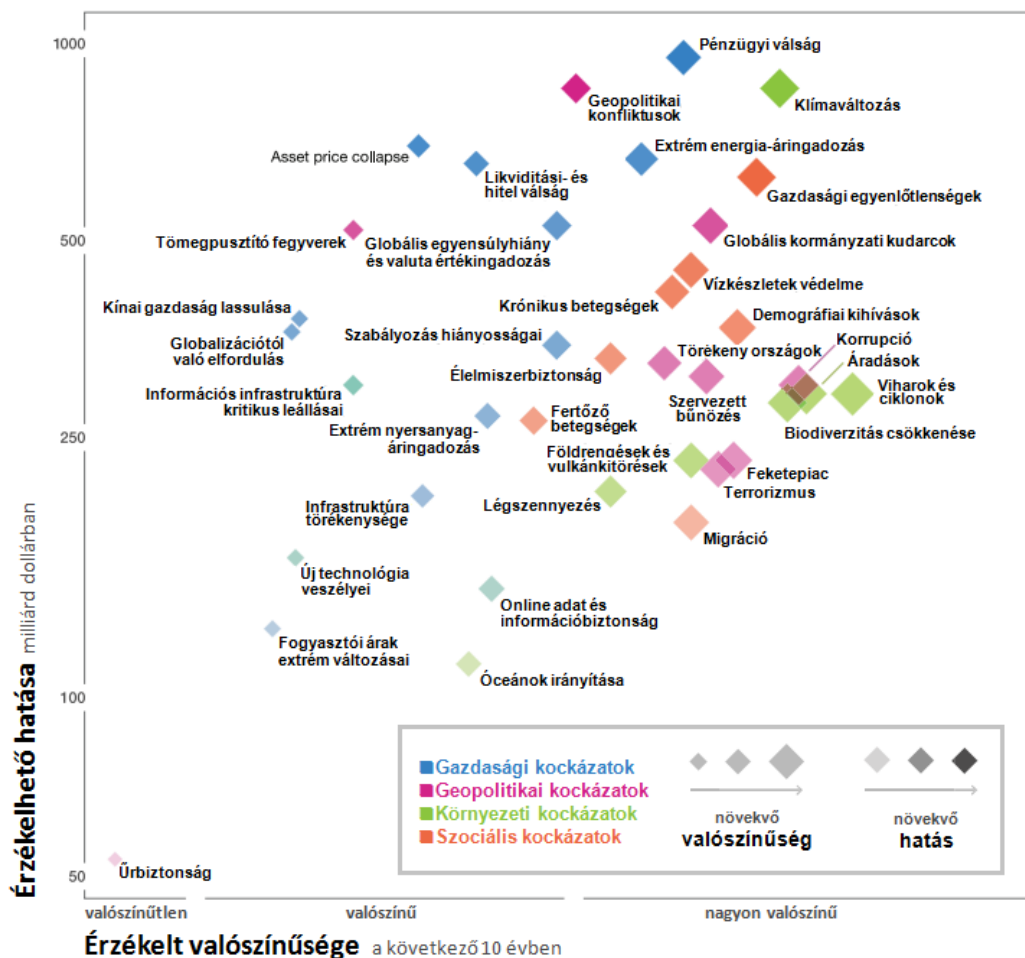 1000
Pénzügyi válság
Geopolitikai
konfliktusok
Klímaváltozás
Asset price collapse
Extrém energia-áringadozás
Likviditási- és
hitel válság
Gazdasági egyenlőtlenségek
500
Tömegpusztító fegyverek
Globális egyensúlyhiány
és valuta értékingadozás
Globális kormányzati kudarcok
Vízkészletek védelme
Kínai gazdaság lassulása
Krónikus betegségek
Demográfiai kihívások
Globalizációtól
való elfordulás
Szabályozás hiányosságai
Korrupció
Törékeny országok
Áradások
Élelmiszerbiztonság
Információs infrastruktúra
kritikus leállásai
Szervezett
bűnözés
Viharok és
ciklonok
Extrém nyersanyag-
áringadozás
Fertőző
betegségek
Biodiverzitás csökkenése
250
Földrengések és
vulkánkitörések
Feketepiac
Terrorizmus
Infrastruktúra
törékenysége
Légszennyezés
Migráció
Új technológia
veszélyei
Online adat és
információbiztonság
Fogyasztói árak
extrém változásai
Óceánok irányítása
100
Gazdasági kockázatok
Geopolitikai kockázatok
Környezeti kockázatok
Szociális kockázatok
növekvő
valószínűség
növekvő
hatás
Űrbiztonság
50
Érzékelhető hatása milliárd dollárban
valószínűtlen
valószínű
nagyon valószínű
Érzékelt valószínűsége a következő 10 évben